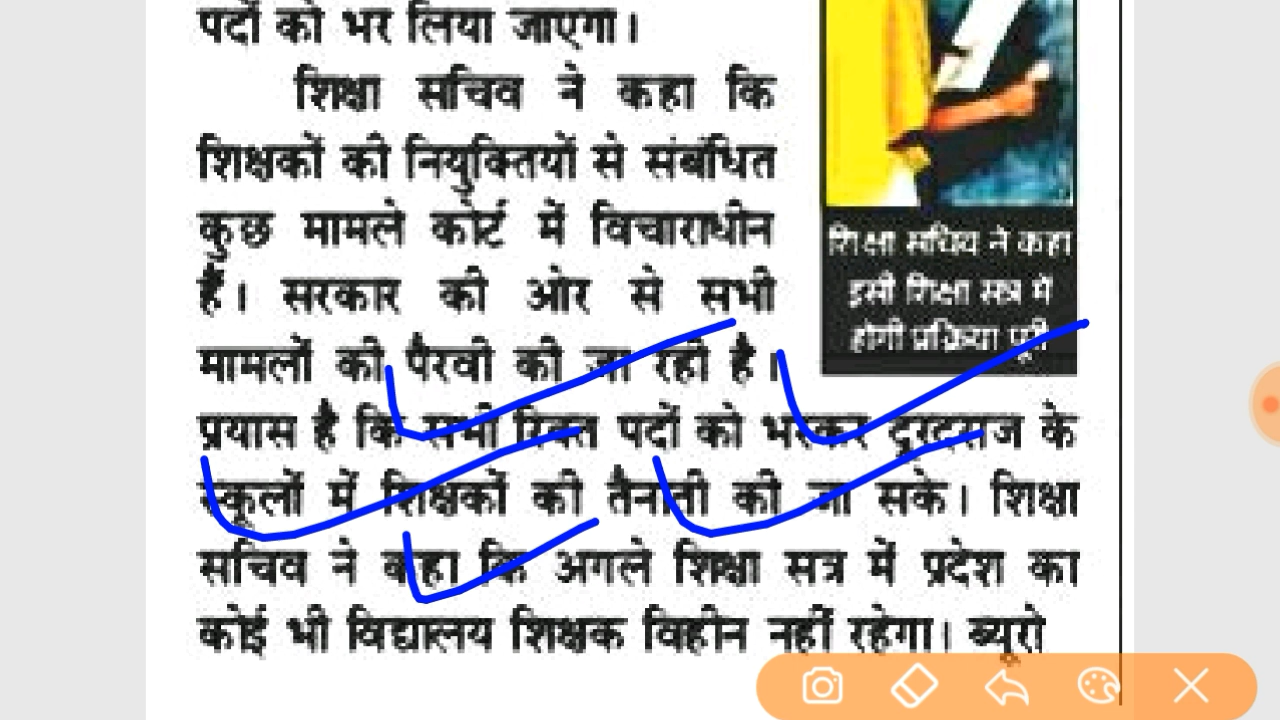 पदों को भर लिया जाएगा।
शिक्षा सचिव ने कहा कि
शिक्षकों की नियुक्तियों से संबंधित
कुछ मामले कोर्ट में विचाराधीन
हैं। सरकार की ओर से सभी
मामलों की पैरवी की जा रही है।
प्रयास है कि सभी रिक्त पदों को भरकर दूरदराज के
स्कूलों में शिक्षकों की तैनाती की जा सके। शिक्षा
सचिव ने कहा कि अगले शिक्षा सत्र में प्रदेश का
कोई भी विद्यालय शिक्षक विहीन नहीं रहेगा। ब्यूरो
शिक्षा सचिव ने कहा
इसी शिक्षा सत्र में
होगी प्रक्रिया पूरी